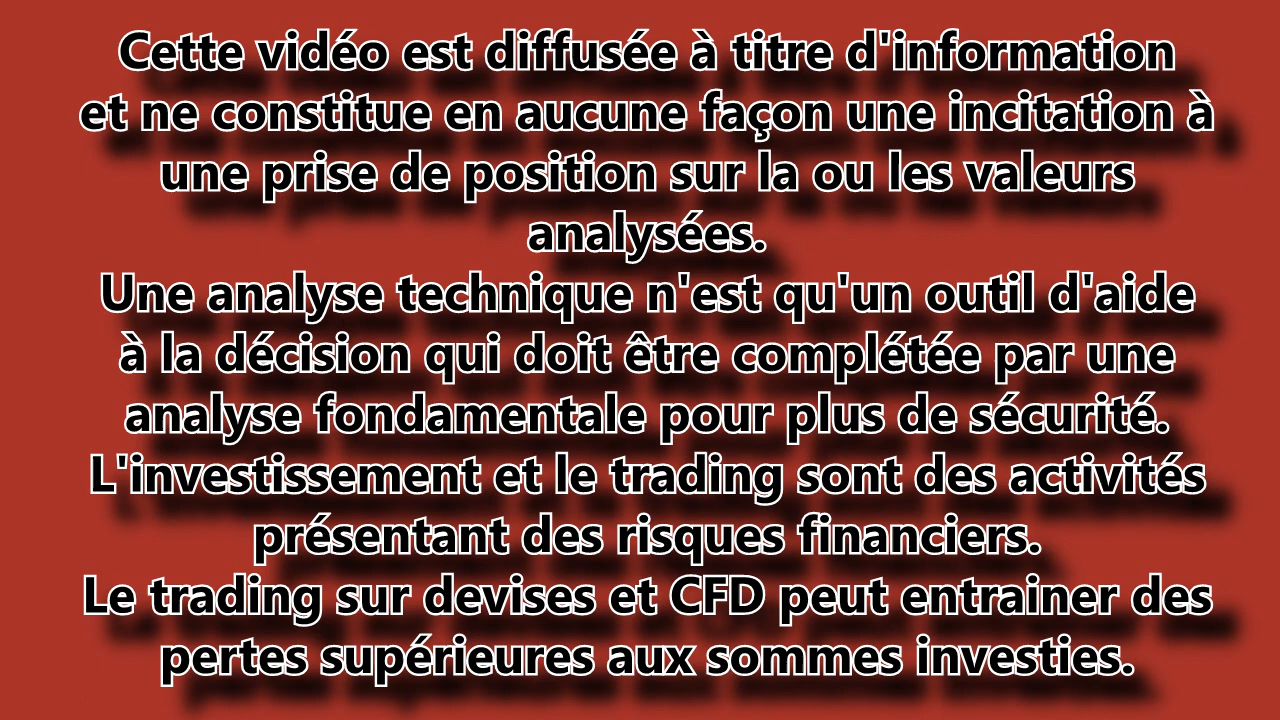 Cette vidéo est diffusée à titre d'information
et ne constitue en aucune façon une incitation à
une prise de position sur la ou les valeurs
analysées.
Une analyse technique n'est qu'un outil d'aide
à la décision qui doit être complétée par une
analyse fondamentale pour plus de sécurité.
L'investissement et le trading sont des activités
présentant des risques financiers.
Le trading sur devises et CFD peut entrainer des
pertes supérieures aux sommes investies.